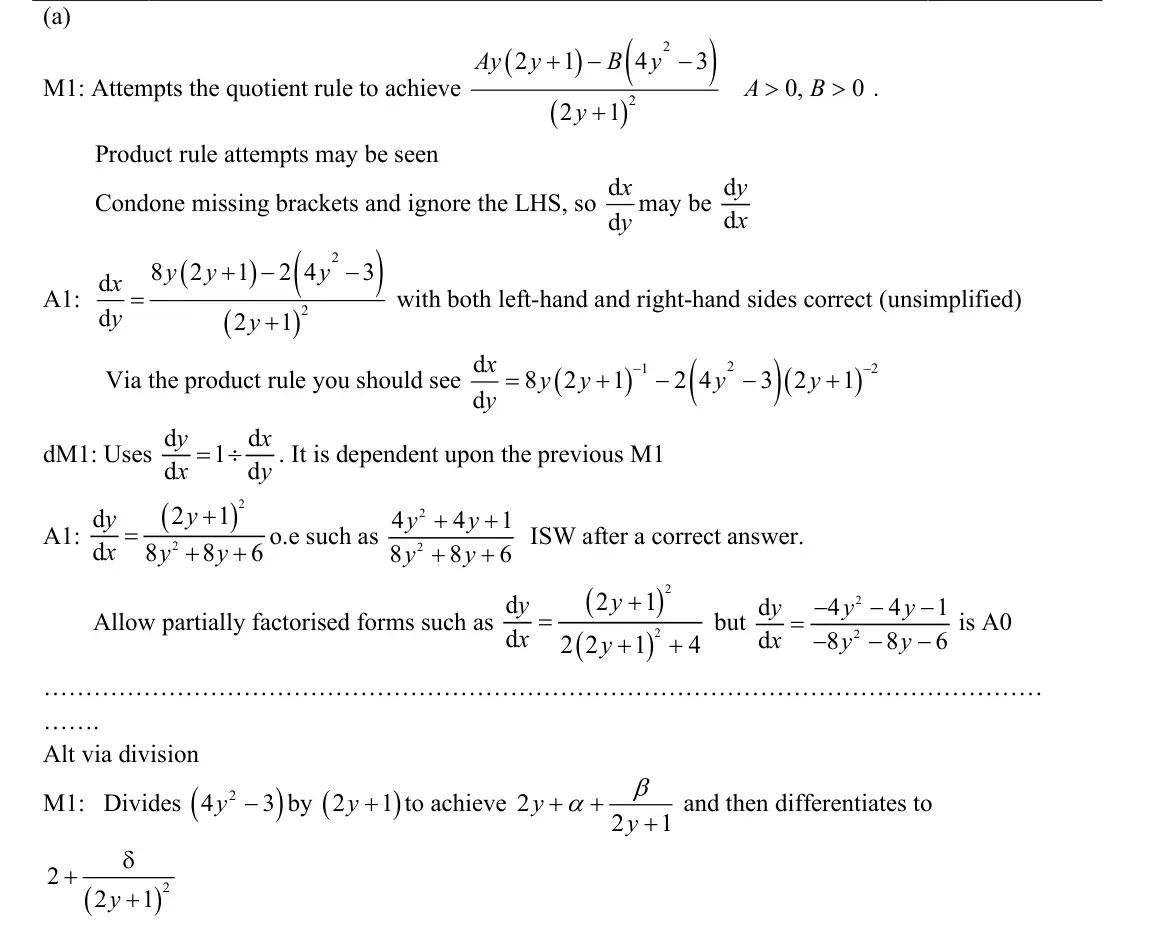 (a)
M1: Attempts the quotient rule to achieve (Ay(2y+1)−B(4y²−3))/(2y+1)² A > 0, B > 0 .
Product rule attempts may be seen
Condone missing brackets and ignore the LHS, so dx/dy may be dy/dx
A1: dx/dy = (8y(2y+1)−2(4y²−3))/(2y+1)² with both left-hand and right-hand sides correct (unsimplified)
Via the product rule you should see dx/dy = 8y(2y+1)⁻¹ − 2(4y²−3)(2y+1)⁻²
dM1: Uses dy/dx = 1 ÷ dx/dy . It is dependent upon the previous M1
A1: dy/dx = (2y+1)²/(8y²+8y+6) o.e such as (4y²+4y+1)/(8y²+8y+6) ISW after a correct answer.
Allow partially factorised forms such as dy/dx = (2y+1)²/(2(2y+1)²+4) but dy/dx = (−4y²−4y−1)/(−8y²−8y−6) is A0
……………………………………………………………………………………………………………
…….
Alt via division
M1: Divides (4y²−3) by (2y+1) to achieve 2y+α+β/(2y+1) and then differentiates to
2+δ/(2y+1)²